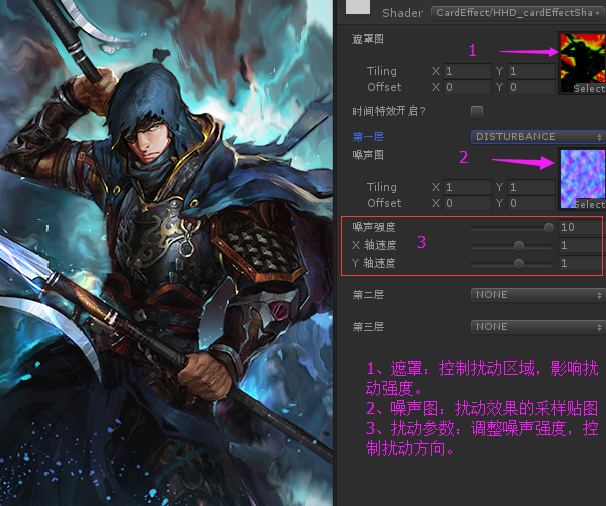 Shader CardEffect/HHD_cardEffectSha
遮罩图
1
Tiling X 1 Y 1
Offset X 0 Y 0
Select
时间特效开启?
第一层 DISTURBANCE
噪声图
2
Tiling X 1 Y 1
Offset X 0 Y 0
Select
噪声强度 10
X 轴速度 1
3
Y 轴速度 1
第二层 NONE
第三层 NONE
1、遮罩：控制扰动区域，影响扰
动强度。
2、噪声图：扰动效果的采样贴图
3、扰动参数：调整噪声强度，控
制扰动方向。